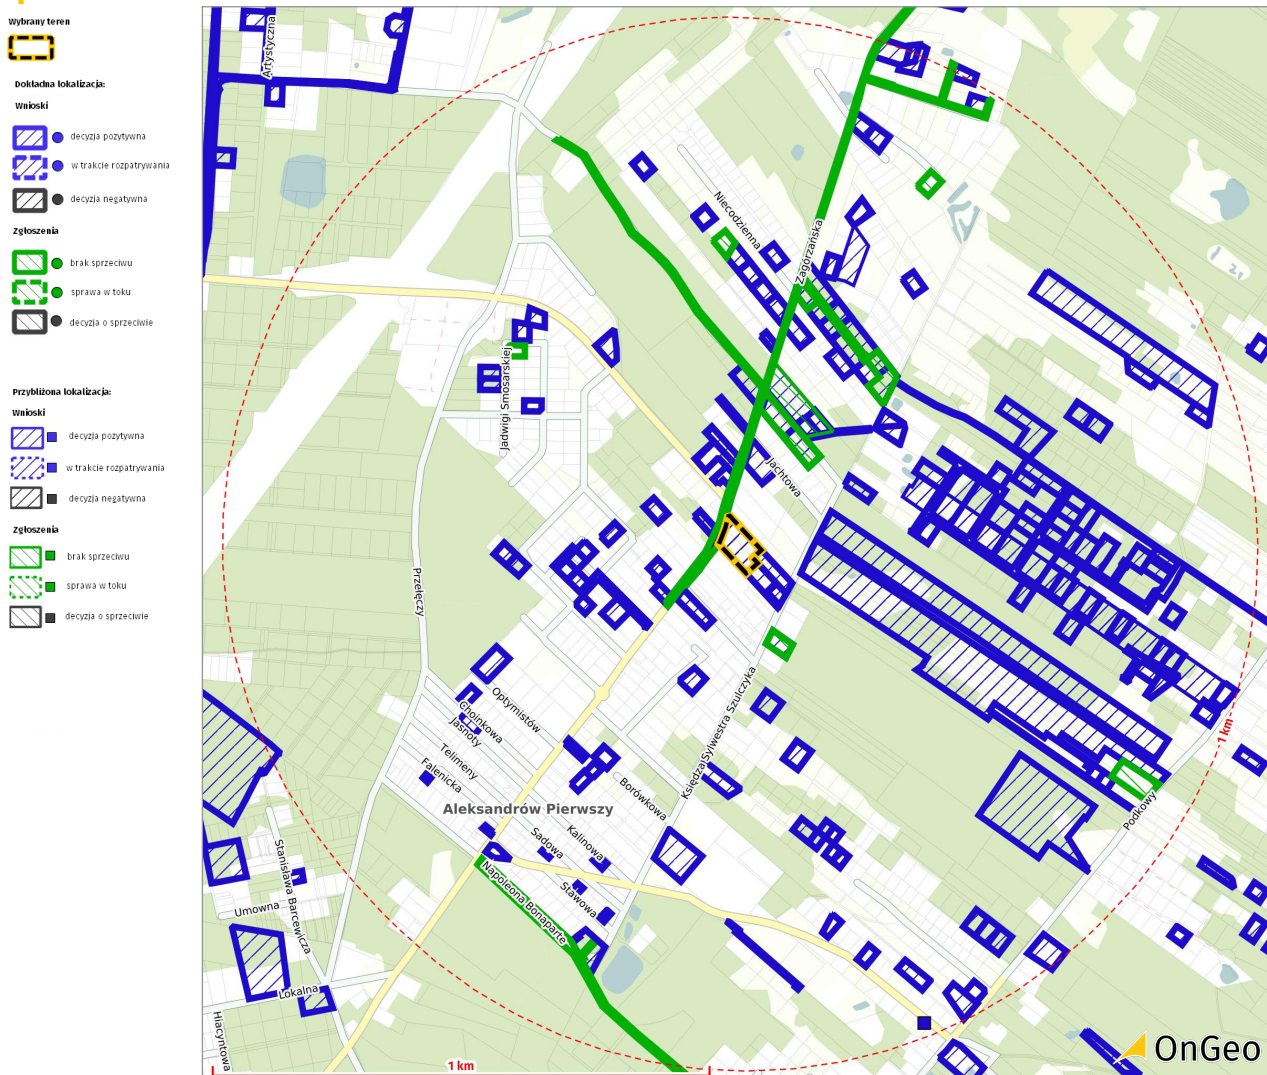 Wybrany teren
Dokładna lokalizacja:
Wnioski
decyzja pozytywna
w trakcie rozpatrywania
decyzja negatywna
Zgłoszenia
brak sprzeciwu
sprawa w toku
decyzja o sprzeciwie
Przybliżona lokalizacja:
Wnioski
decyzja pozytywna
w trakcie rozpatrywania
decyzja negatywna
Zgłoszenia
brak sprzeciwu
sprawa w toku
decyzja o sprzeciwie
Artystyczna
Niecodzienna
Zagórzańska
Jadwigi Smosarskiej
Jachtowa
Przełęczy
Optymistów
Choinkowa
Jasnoty
Telimeny
Falenicka
Księdza Sylwestra Szulczyka
1 km
Borówkowa
Podkowy
Aleksandrów Pierwszy
Sadowa
Kalinowa
Stawowa
Napoleona Bonaparte
Stanisława Barcewicza
Umowna
Lokalna
Hiacyntowa
1 km
OnGeo